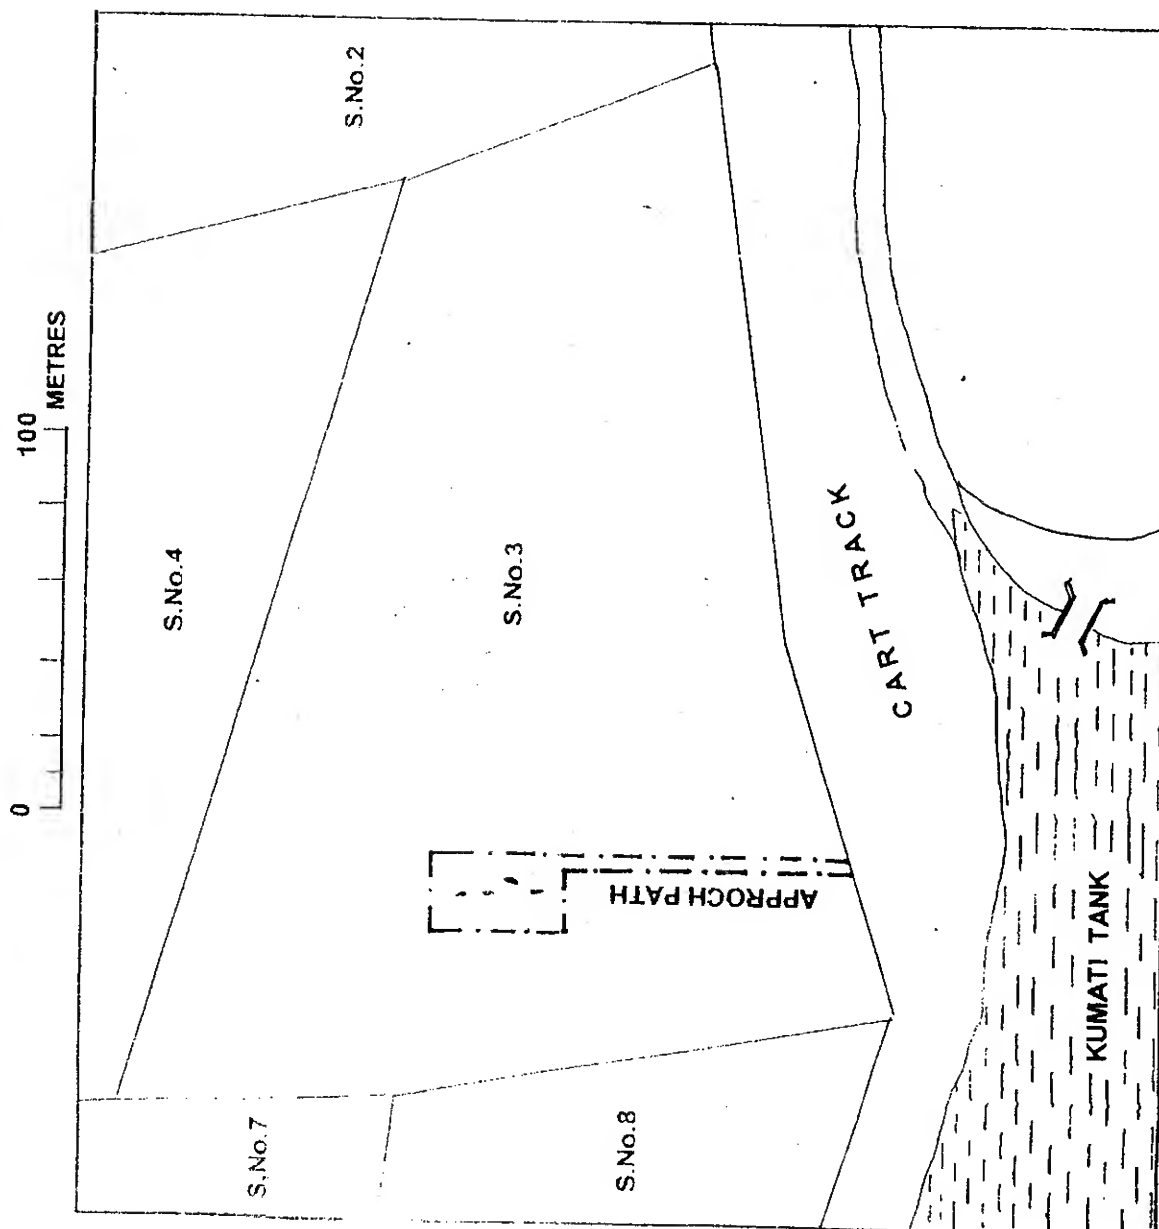 0 100
METRES
S.No.2
S.No.4
S.No.3
CART TRACK
APPROCH PATH
S.No.7
S.No.8
KUMATI TANK